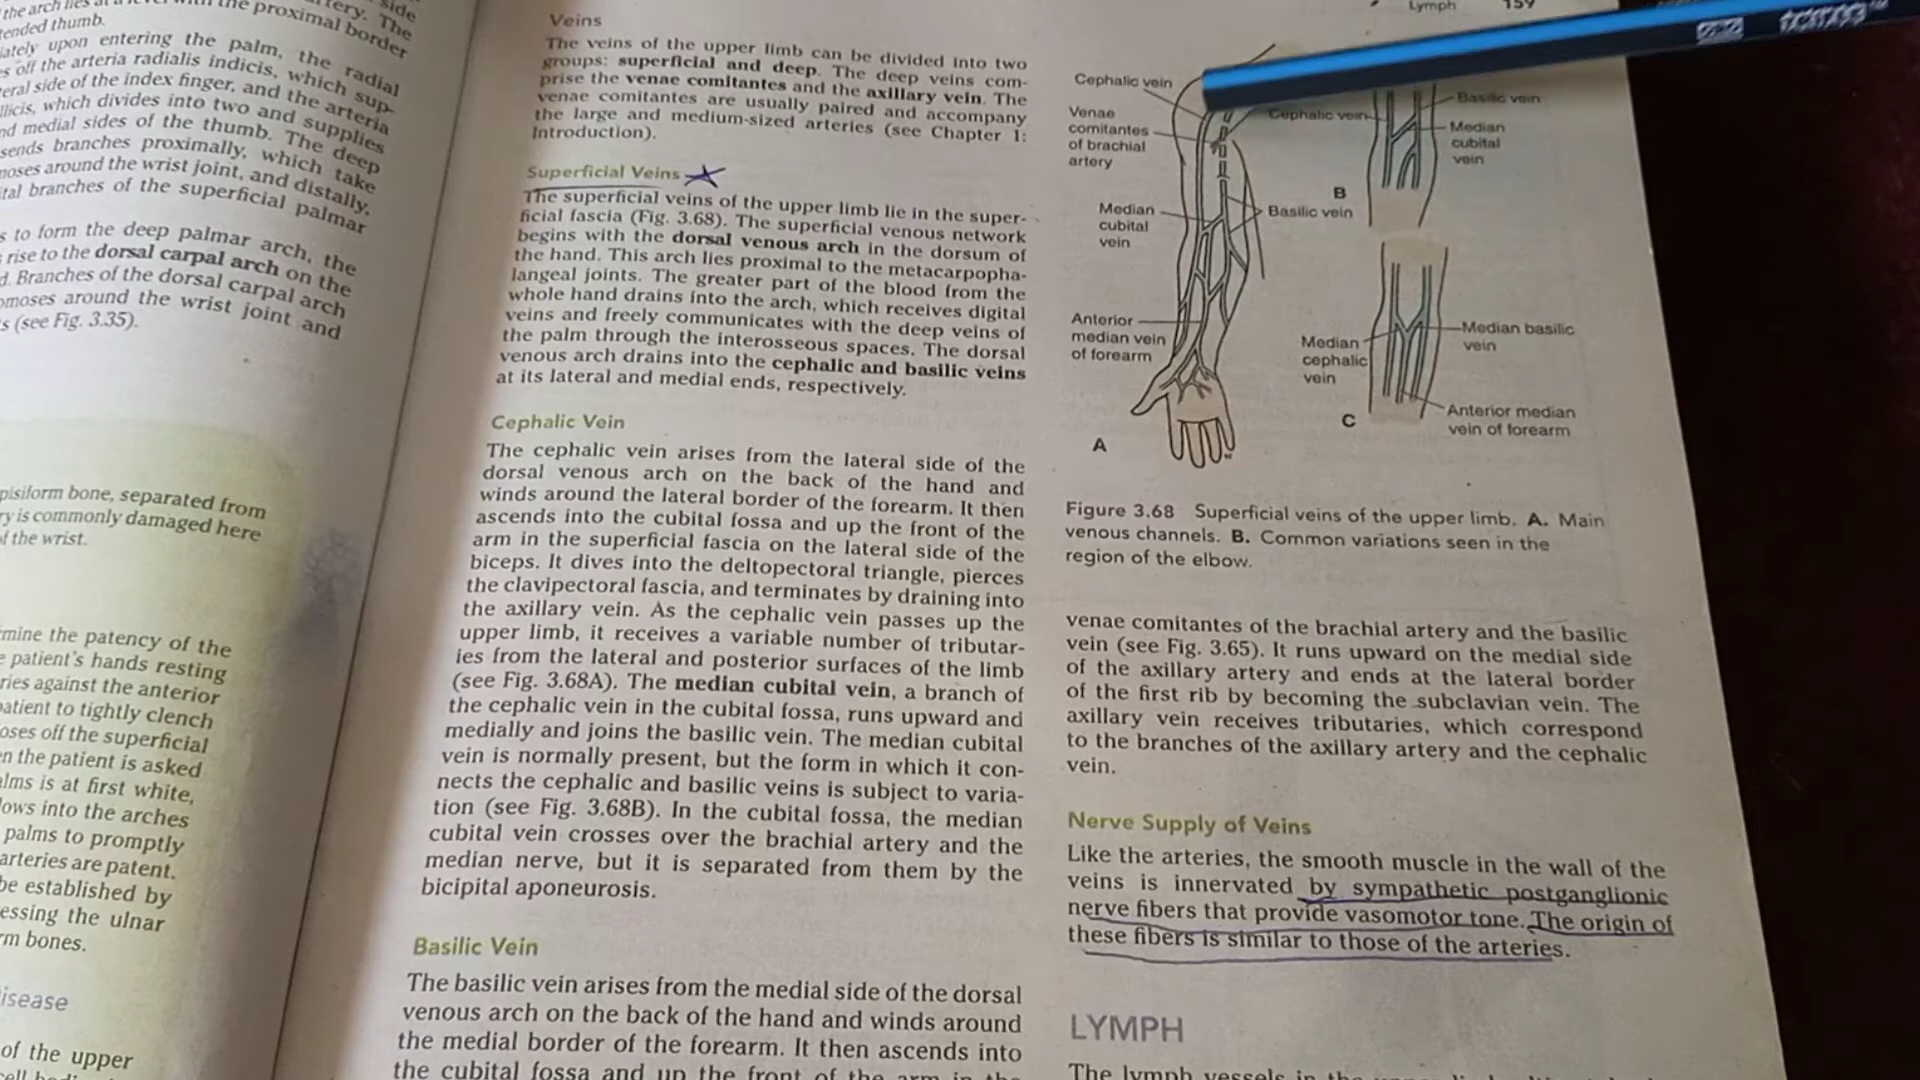 side
the arch lies
the proximal border
tended thumb.
upon entering the palm, the radial
off the arteria radialis indicis, which sup-
side of the index finger, and the arteria
which divides into two and supplies
medial sides of the thumb. The deep
sends branches proximally, which take
around the wrist joint, and distally,
branches of the superficial palmar
to form the deep palmar arch, the
rise to the dorsal carpal arch on the
Branches of the dorsal carpal arch
around the wrist joint and
(see Fig. 3.35).
pisiform bone, separated from
is commonly damaged here
the wrist.
the patency of the
patient's hands resting
against the anterior
patient to tightly clench
off the superficial
the patient is asked
is at first white,
into the arches
palms to promptly
arteries are patent.
be established by
the ulnar
bones.
of the upper
Veins
The veins of the upper limb can be divided into two
groups: superficial and deep. The deep veins com-
prise the venae comitantes and the axillary vein. The
venae comitantes are usually paired and accompany
the large and medium-sized arteries (see Chapter 1:
Introduction).
Superficial Veins
The superficial veins of the upper limb lie in the super-
ficial fascia (Fig. 3.68). The superficial venous network
begins with the dorsal venous arch in the dorsum of
the hand. This arch lies proximal to the metacarpopha-
langeal joints. The greater part of the blood from the
whole hand drains into the arch, which receives digital
veins and freely communicates with the deep veins of
the palm through the interosseous spaces. The dorsal
venous arch drains into the cephalic and basilic veins
at its lateral and medial ends, respectively.
Cephalic Vein
The cephalic vein arises from the lateral side of the
dorsal venous arch on the back of the hand and
winds around the lateral border of the forearm. It then
ascends into the cubital fossa and up the front of the
arm in the superficial fascia on the lateral side of the
biceps. It dives into the deltopectoral triangle, pierces
the clavipectoral fascia, and terminates by draining into
the axillary vein. As the cephalic vein passes up the
upper limb, it receives a variable number of tributar-
ies from the lateral and posterior surfaces of the limb
(see Fig. 3.68A). The median cubital vein, a branch of
the cephalic vein in the cubital fossa, runs upward and
medially and joins the basilic vein. The median cubital
vein is normally present, but the form in which it con-
nects the cephalic and basilic veins is subject to varia-
tion (see Fig. 3.68B). In the cubital fossa, the median
cubital vein crosses over the brachial artery and the
median nerve, but it is separated from them by the
bicipital aponeurosis.
Basilic Vein
The basilic vein arises from the medial side of the dorsal
venous arch on the back of the hand and winds around
the medial border of the forearm. It then ascends into
the cubital fossa and up the front of the arm in the
Lymph 159
Cephalic vein
Venae
comitantes
of brachial
artery
Median
cubital
vein
Anterior
median vein
of forearm
A
Basilic vein
Cephalic vein
Basilic vein
Median
cubital
vein
B
Median
cephalic
vein
Median basilic
vein
Anterior median
vein of forearm
C
Figure 3.68 Superficial veins of the upper limb. A. Main
venous channels. B. Common variations seen in the
region of the elbow.
venae comitantes of the brachial artery and the basilic
vein (see Fig. 3.65). It runs upward on the medial side
of the axillary artery and ends at the lateral border
of the first rib by becoming the subclavian vein. The
axillary vein receives tributaries, which correspond
to the branches of the axillary artery and the cephalic
vein.
Nerve Supply of Veins
Like the arteries, the smooth muscle in the wall of the
veins is innervated by sympathetic postganglionic
nerve fibers that provide vasomotor tone. The origin of
these fibers is similar to those of the arteries.
LYMPH
The lymph vessels in the